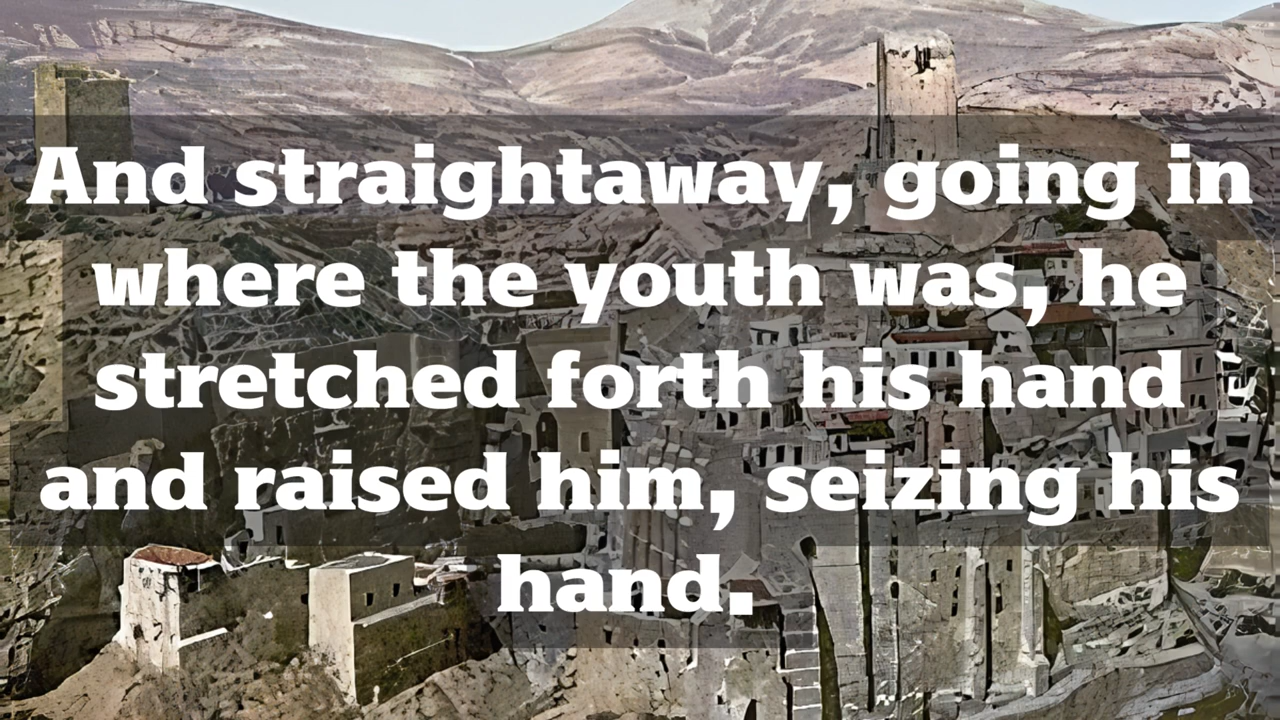 And straightaway, going in
where the youth was, he
stretched forth his hand
and raised him, seizing his
hand.